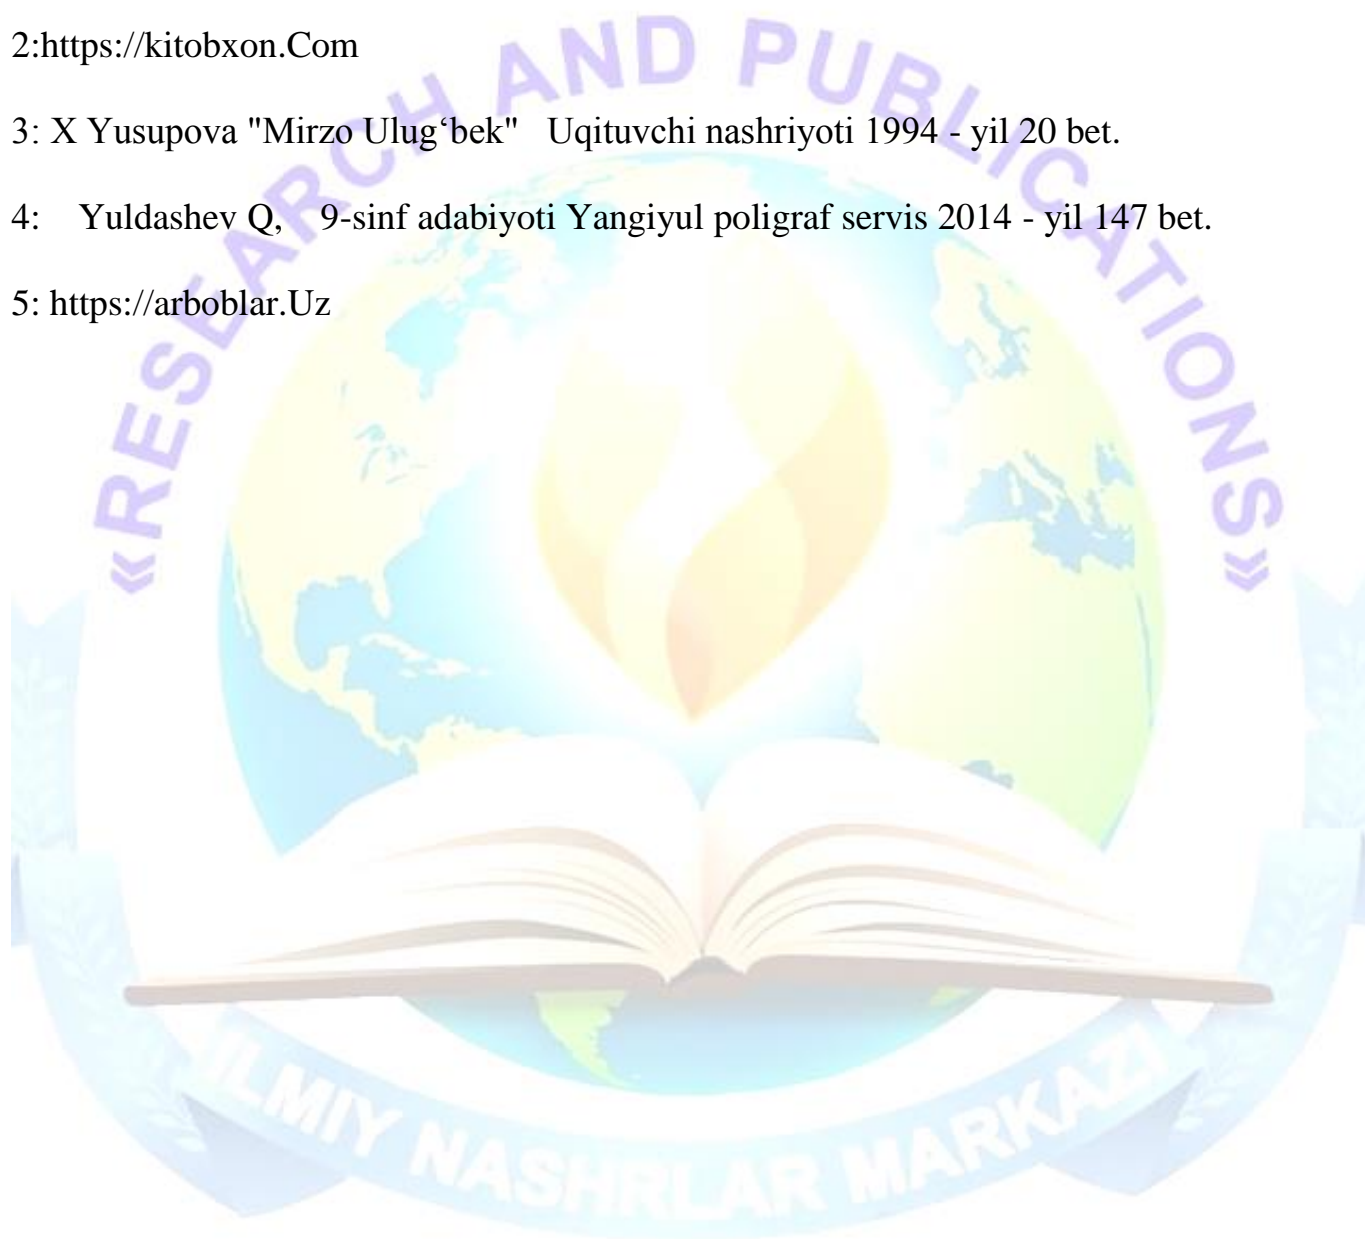 2:https://kitobxon.Com
3: X Yusupova "Mirzo Ulug‘bek" Uqituvchi nashriyoti 1994 - yil 20 bet.
4: Yuldashev Q, 9-sinf adabiyoti Yangiyul poligraf servis 2014 - yil 147 bet.
5: https://arboblar.Uz
«RESEARCH AND PUBLICATIONS»
ILMIY NASHRLAR MARKAZI